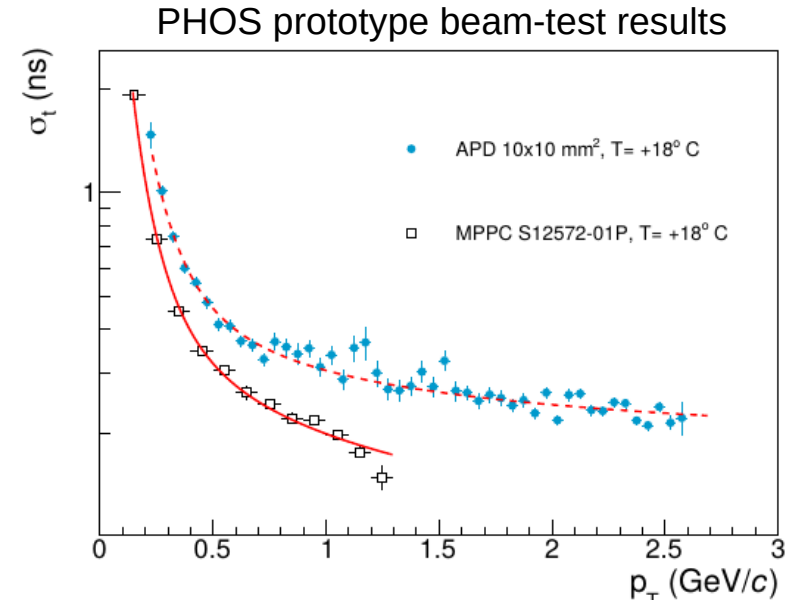 PHOS prototype beam-test results
σt (ns)
APD 10x10 mm², T= +18° C
1
MPPC S12572-01P, T= +18° C
0 0.5 1 1.5 2 2.5 3
pT (GeV/c)